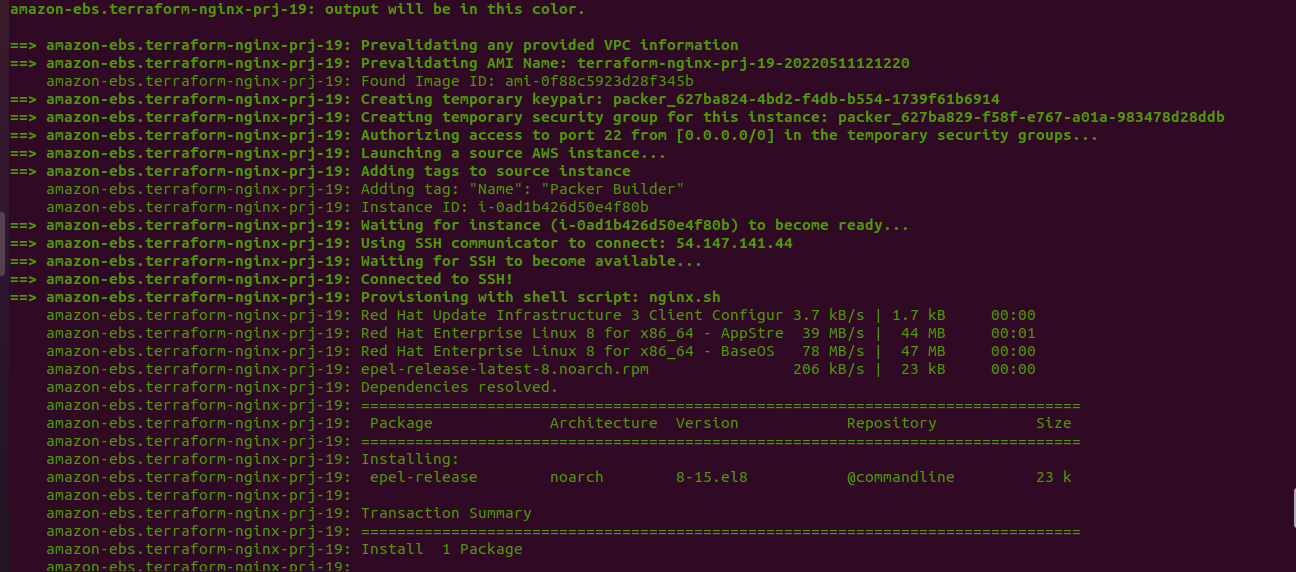 amazon-ebs.terraform-nginx-prj-19: output will be in this color.
==> amazon-ebs.terraform-nginx-prj-19: Prevalidating any provided VPC information
==> amazon-ebs.terraform-nginx-prj-19: Prevalidating AMI Name: terraform-nginx-prj-19-20220511121220
amazon-ebs.terraform-nginx-prj-19: Found Image ID: ami-0f88c5923d28f345b
==> amazon-ebs.terraform-nginx-prj-19: Creating temporary keypair: packer_627ba824-4bd2-f4db-b554-1739f61b6914
==> amazon-ebs.terraform-nginx-prj-19: Creating temporary security group for this instance: packer_627ba829-f58f-e767-a01a-983478d28ddb
==> amazon-ebs.terraform-nginx-prj-19: Authorizing access to port 22 from [0.0.0.0/0] in the temporary security groups...
==> amazon-ebs.terraform-nginx-prj-19: Launching a source AWS instance...
==> amazon-ebs.terraform-nginx-prj-19: Adding tags to source instance
amazon-ebs.terraform-nginx-prj-19: Adding tag: "Name": "Packer Builder"
amazon-ebs.terraform-nginx-prj-19: Instance ID: i-0ad1b426d50e4f80b
==> amazon-ebs.terraform-nginx-prj-19: Waiting for instance (i-0ad1b426d50e4f80b) to become ready...
==> amazon-ebs.terraform-nginx-prj-19: Using SSH communicator to connect: 54.147.141.44
==> amazon-ebs.terraform-nginx-prj-19: Waiting for SSH to become available...
==> amazon-ebs.terraform-nginx-prj-19: Connected to SSH!
==> amazon-ebs.terraform-nginx-prj-19: Provisioning with shell script: nginx.sh
amazon-ebs.terraform-nginx-prj-19: Red Hat Update Infrastructure 3 Client Configur 3.7 kB/s | 1.7 kB     00:00
amazon-ebs.terraform-nginx-prj-19: Red Hat Enterprise Linux 8 for x86_64 - AppStre  39 MB/s |  44 MB     00:01
amazon-ebs.terraform-nginx-prj-19: Red Hat Enterprise Linux 8 for x86_64 - BaseOS   78 MB/s |  47 MB     00:00
amazon-ebs.terraform-nginx-prj-19: epel-release-latest-8.noarch.rpm                206 kB/s |  23 kB     00:00
amazon-ebs.terraform-nginx-prj-19: Dependencies resolved.
amazon-ebs.terraform-nginx-prj-19: ================================================================================
amazon-ebs.terraform-nginx-prj-19:  Package             Architecture  Version            Repository           Size
amazon-ebs.terraform-nginx-prj-19: ================================================================================
amazon-ebs.terraform-nginx-prj-19: Installing:
amazon-ebs.terraform-nginx-prj-19:  epel-release        noarch        8-15.el8           @commandline         23 k
amazon-ebs.terraform-nginx-prj-19:
amazon-ebs.terraform-nginx-prj-19: Transaction Summary
amazon-ebs.terraform-nginx-prj-19: ================================================================================
amazon-ebs.terraform-nginx-prj-19: Install  1 Package
amazon-ebs.terraform-nginx-prj-19: